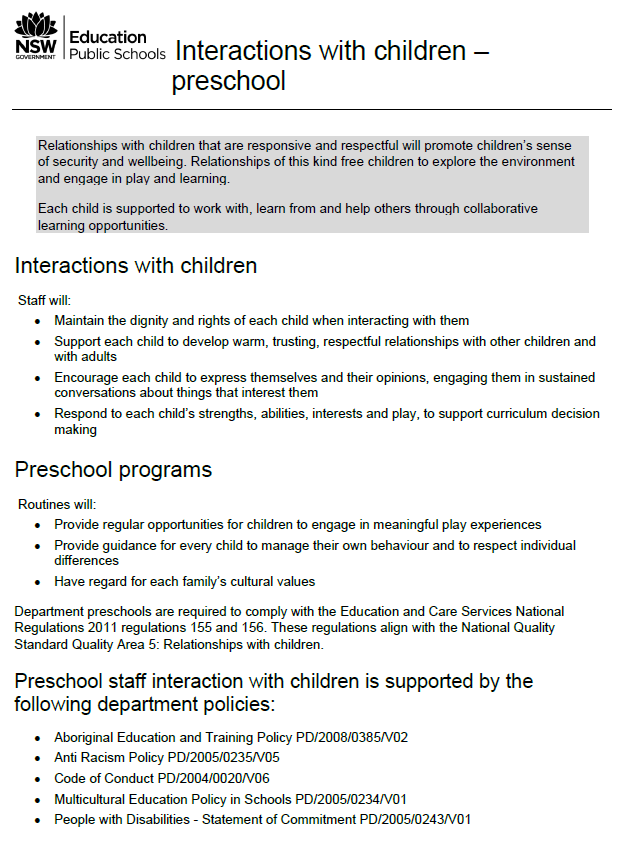 NSW
GOVERNMENT
Education
Public Schools
Interactions with children –
preschool
Relationships with children that are responsive and respectful will promote children's sense
of security and wellbeing. Relationships of this kind free children to explore the environment
and engage in play and learning.
Each child is supported to work with, learn from and help others through collaborative
learning opportunities.
Interactions with children
Staff will:
• Maintain the dignity and rights of each child when interacting with them
• Support each child to develop warm, trusting, respectful relationships with other children and
with adults
• Encourage each child to express themselves and their opinions, engaging them in sustained
conversations about things that interest them
• Respond to each child's strengths, abilities, interests and play, to support curriculum decision
making
Preschool programs
Routines will:
• Provide regular opportunities for children to engage in meaningful play experiences
• Provide guidance for every child to manage their own behaviour and to respect individual
differences
• Have regard for each family's cultural values
Department preschools are required to comply with the Education and Care Services National
Regulations 2011 regulations 155 and 156. These regulations align with the National Quality
Standard Quality Area 5: Relationships with children.
Preschool staff interaction with children is supported by the
following department policies:
• Aboriginal Education and Training Policy PD/2008/0385/V02
• Anti Racism Policy PD/2005/0235/V05
• Code of Conduct PD/2004/0020/V06
• Multicultural Education Policy in Schools PD/2005/0234/V01
• People with Disabilities - Statement of Commitment PD/2005/0243/V01